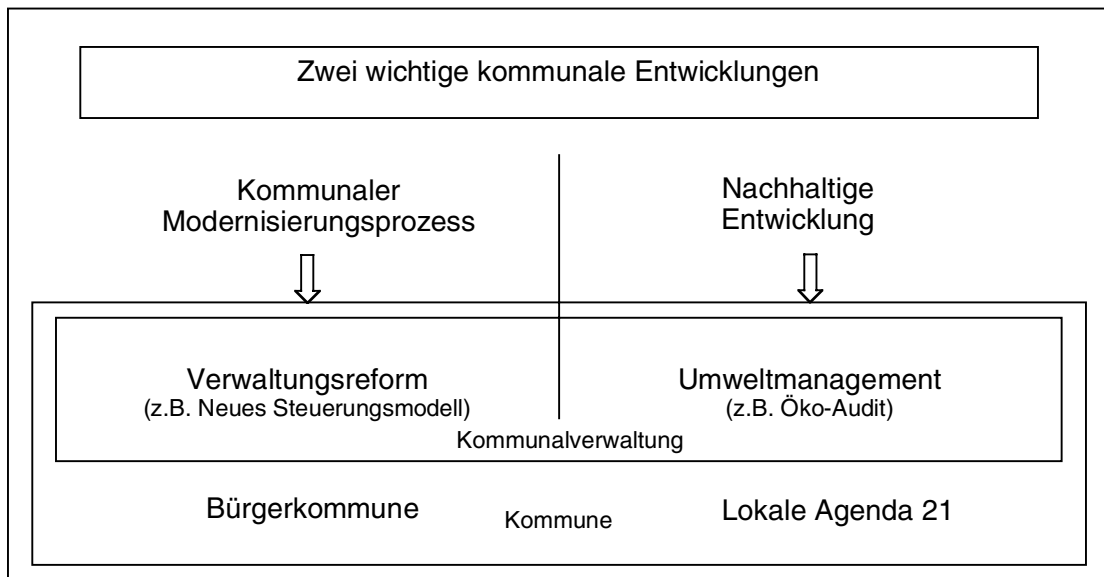 Zwei wichtige kommunale Entwicklungen
Kommunaler
Modernisierungsprozess
Nachhaltige
Entwicklung
Verwaltungsreform
(z.B. Neues Steuerungsmodell)
Umweltmanagement
(z.B. Öko-Audit)
Kommunalverwaltung
Bürgerkommune
Kommune
Lokale Agenda 21